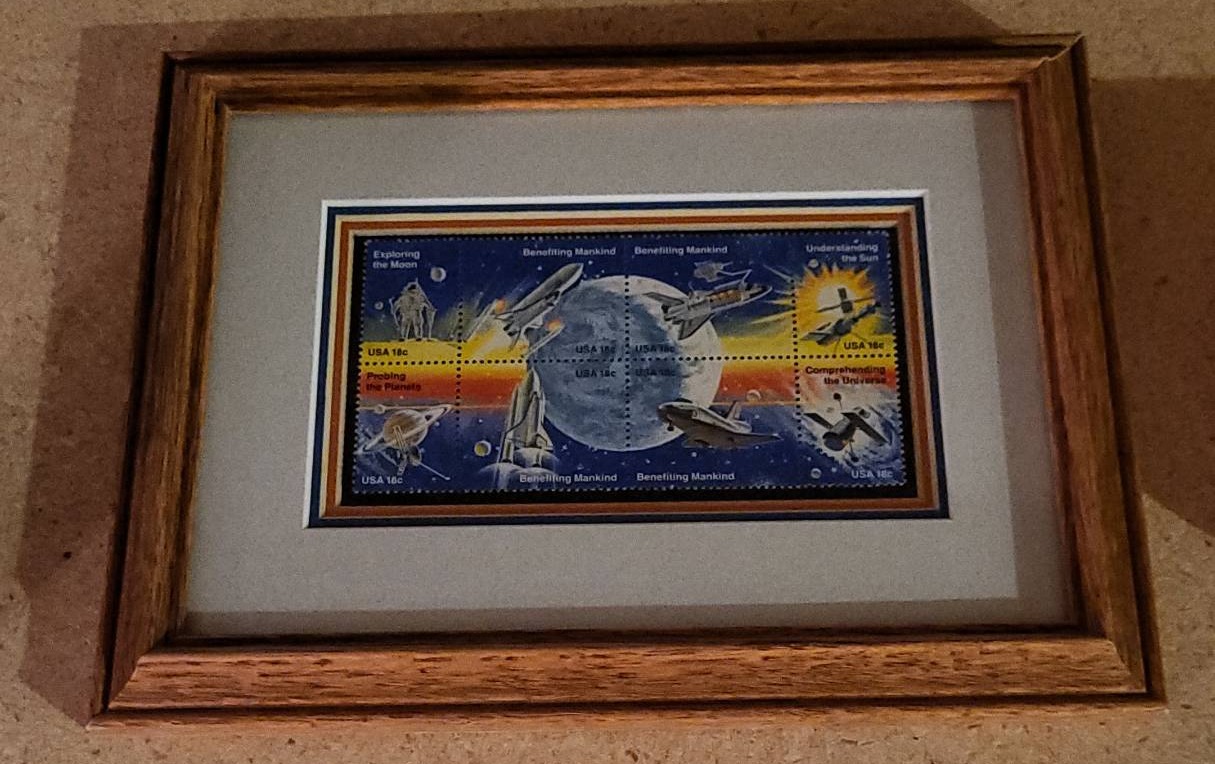 Exploring
the Moon
Benefiting Mankind
Benefiting Mankind
Understanding
the Sun
USA 18c
USA 18c
USA 18c
USA 18c
Probing
the Planets
USA 18c
USA 18c
Comprehending
the Universe
USA 18c
Benefiting Mankind
Benefiting Mankind
USA 18c